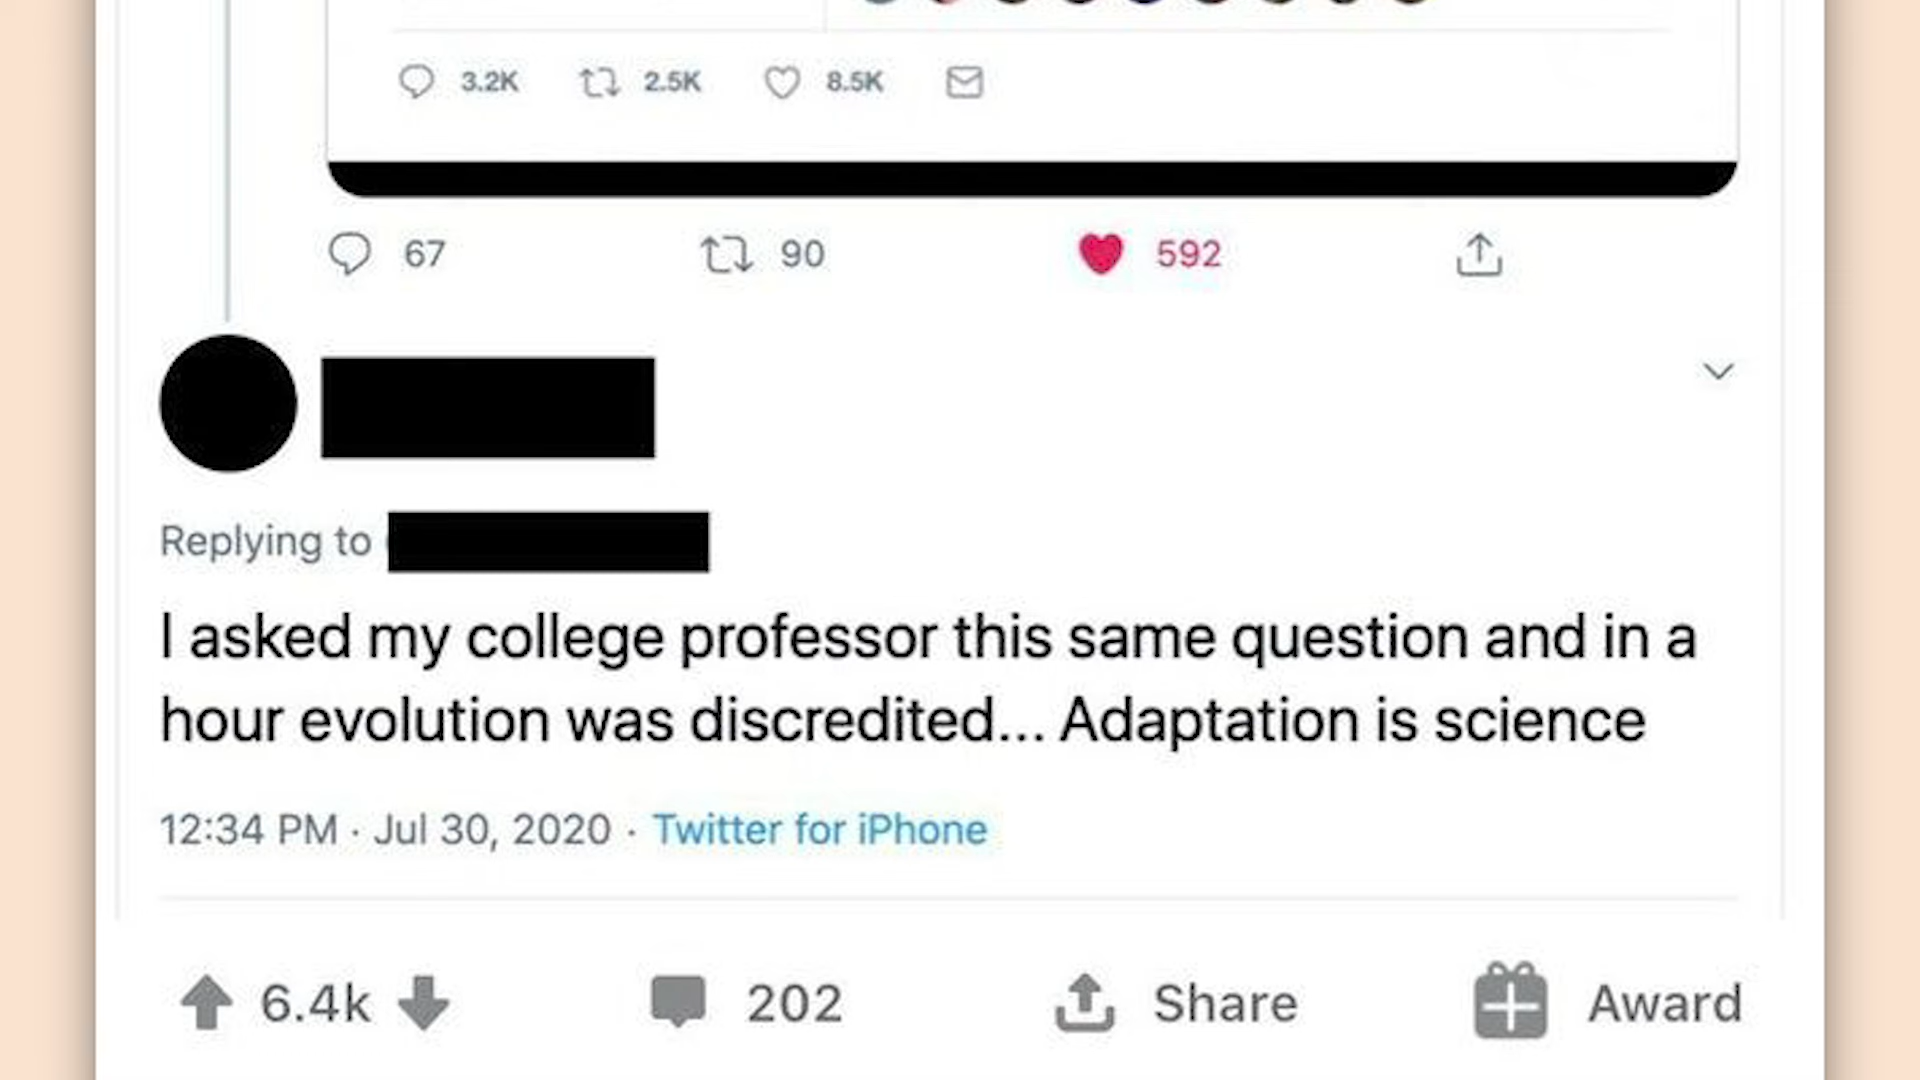 3.2K 2.5K 8.5K
67 90 592
Replying to
I asked my college professor this same question and in a
hour evolution was discredited... Adaptation is science
12:34 PM · Jul 30, 2020 · Twitter for iPhone
6.4k 202 Share Award